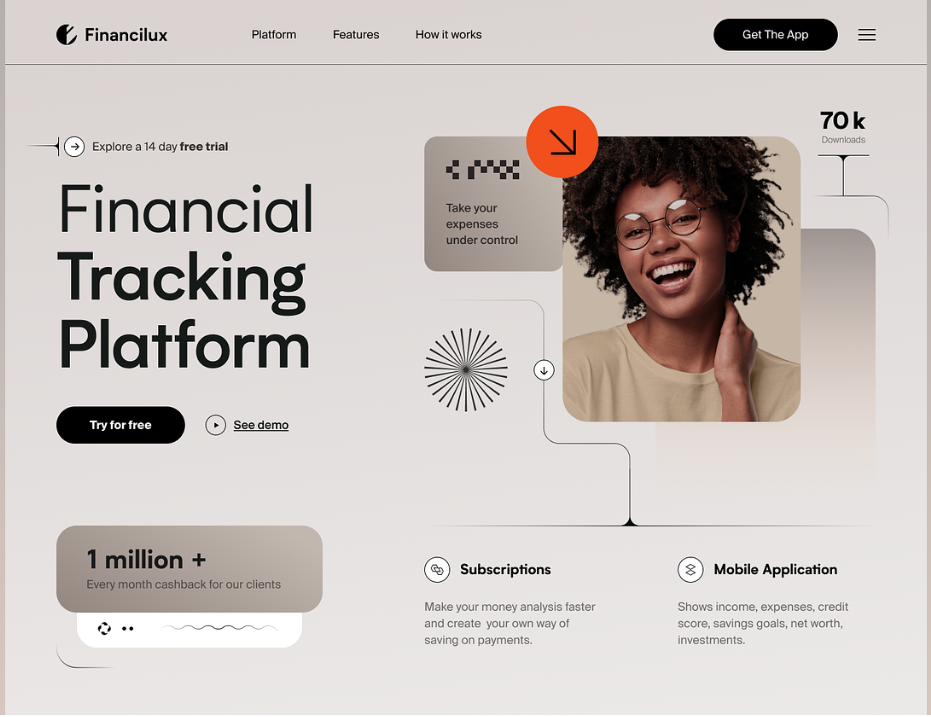 Financilux
Platform
Features
How it works
Get The App
Explore a 14 day free trial
Financial
Tracking
Platform
Try for free
See demo
Take your
expenses
under control
70 k
Downloads
1 million +
Every month cashback for our clients
Subscriptions
Make your money analysis faster
and create your own way of
saving on payments.
Mobile Application
Shows income, expenses, credit
score, savings goals, net worth,
investments.